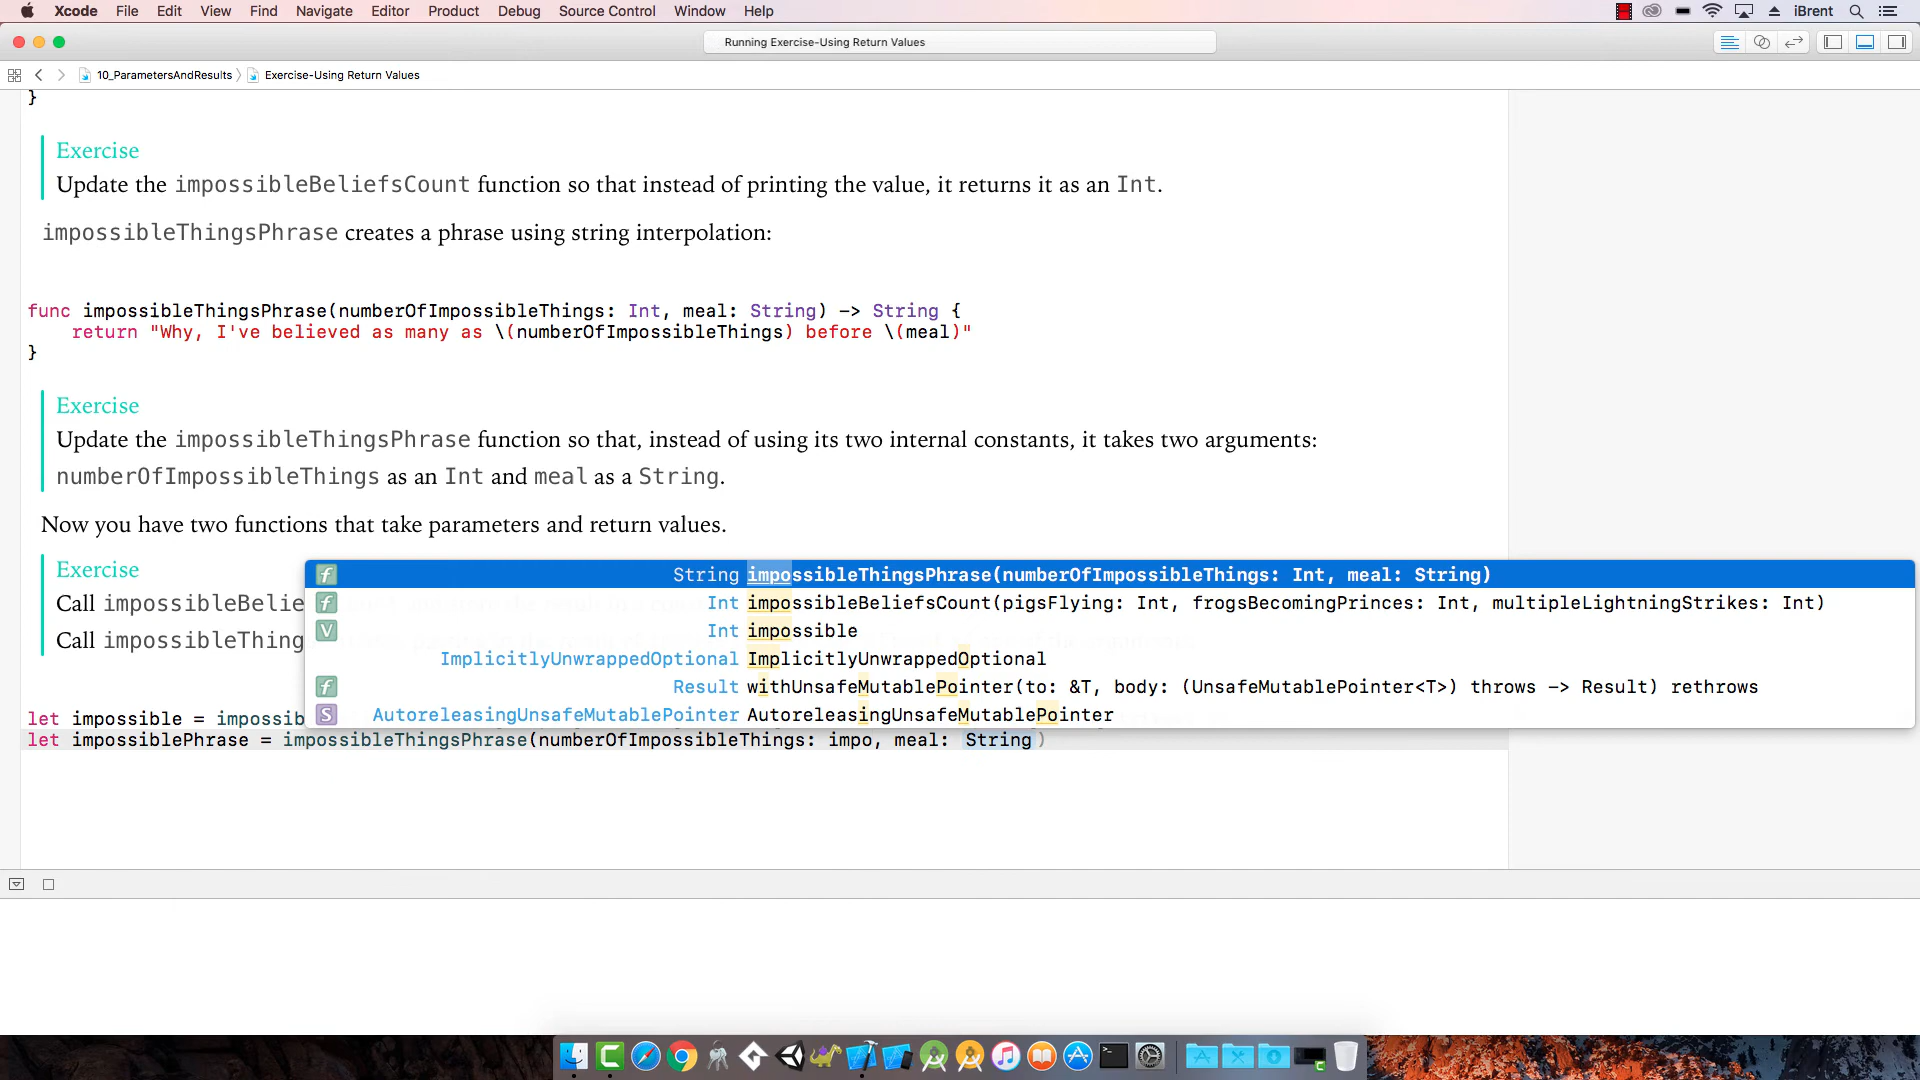 Xcode File Edit View Find Navigate Editor Product Debug Source Control Window Help iBrent
Running Exercise-Using Return Values
10_ParametersAndResults Exercise-Using Return Values
}
Exercise
Update the impossibleBeliefsCount function so that instead of printing the value, it returns it as an Int.
impossibleThingsPhrase creates a phrase using string interpolation:
func impossibleThingsPhrase(numberOfImpossibleThings: Int, meal: String) -> String {
return "Why, I've believed as many as \(numberOfImpossibleThings) before \(meal)"
}
Exercise
Update the impossibleThingsPhrase function so that, instead of using its two internal constants, it takes two arguments:
numberOfImpossibleThings as an Int and meal as a String.
Now you have two functions that take parameters and return values.
Exercise
Call impossibleBelie
Call impossibleThing
f String impossibleThingsPhrase(numberOfImpossibleThings: Int, meal: String)
f Int impossibleBeliefsCount(pigsFlying: Int, frogsBecomingPrinces: Int, multipleLightningStrikes: Int)
V Int impossible
ImplicitlyUnwrappedOptional ImplicitlyUnwrappedOptional
f Result withUnsafeMutablePointer(to: &T, body: (UnsafeMutablePointer<T>) throws -> Result) rethrows
S AutoreleasingUnsafeMutablePointer AutoreleasingUnsafeMutablePointer
let impossible = impossib
let impossiblePhrase = impossibleThingsPhrase(numberOfImpossibleThings: impo, meal: String)